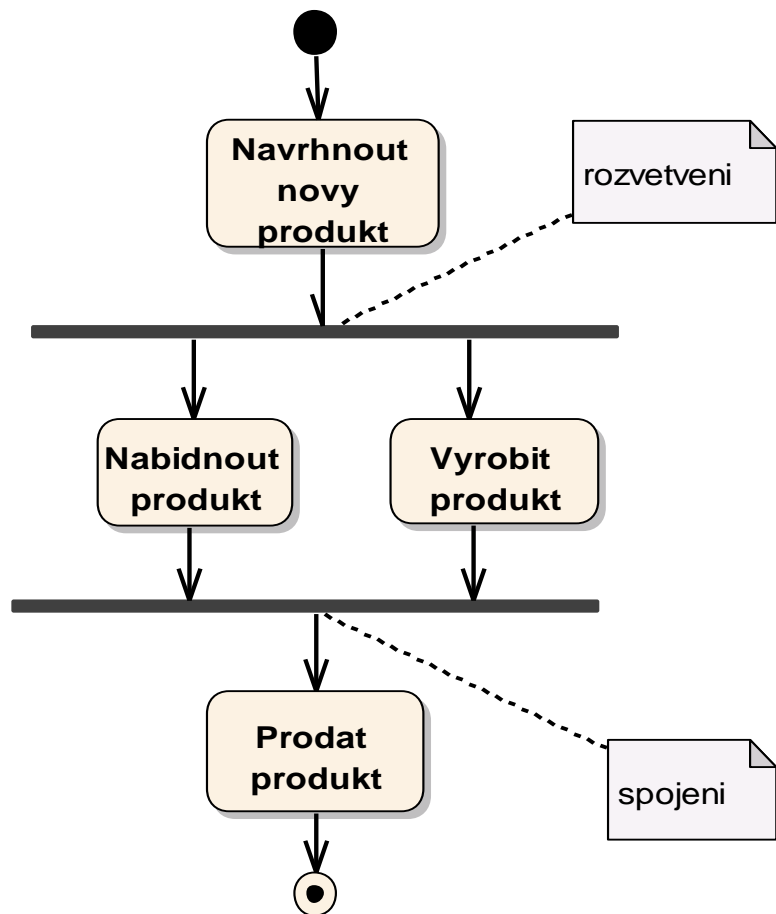 Navrhnout
novy
produkt
rozvetveni
Nabidnout
produkt
Vyrobit
produkt
Prodat
produkt
spojeni